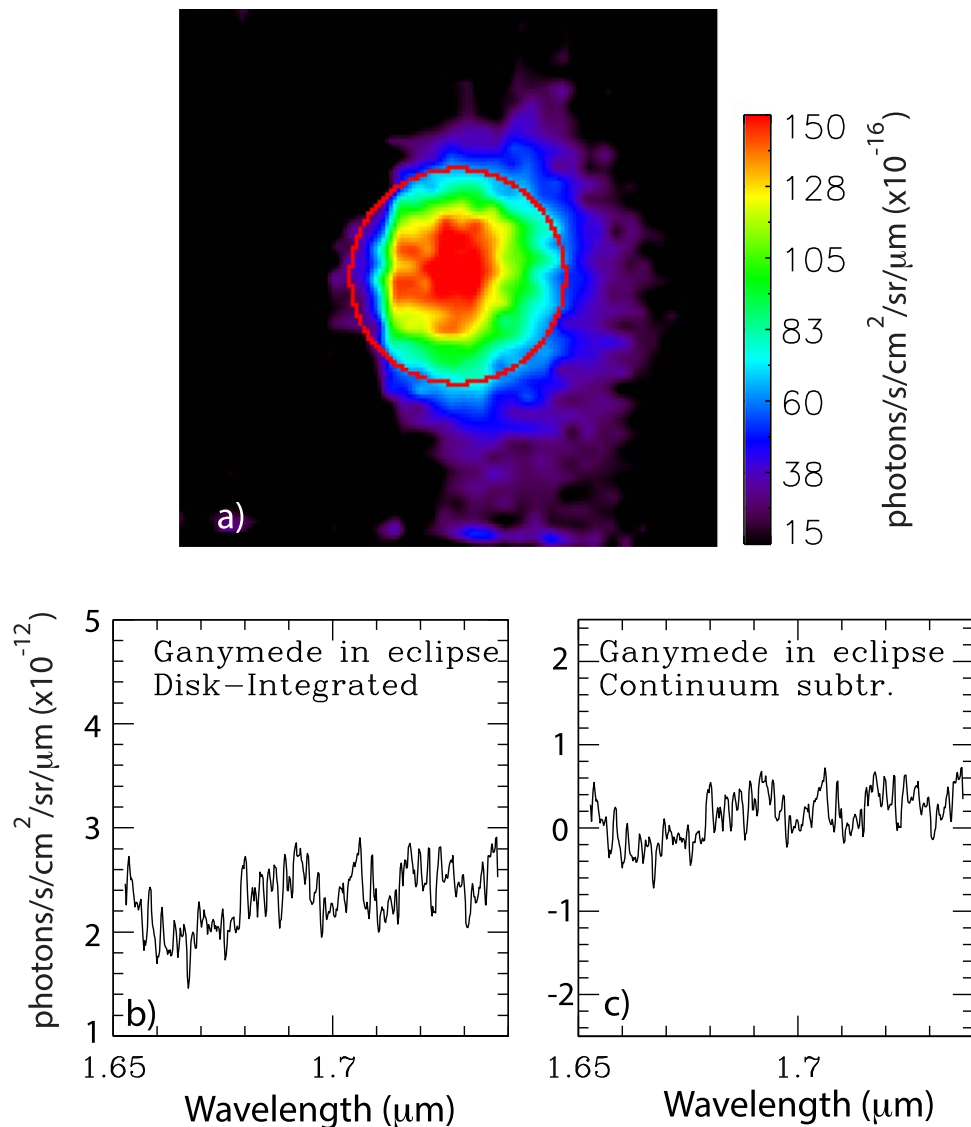 150
128
105
83
60
38
15
photons/s/cm²/sr/μm (x10⁻¹⁶)
a)
5
4
3
2
1
photons/s/cm²/sr/μm (x10⁻¹²)
Ganymede in eclipse
Disk-Integrated
b)
1.65
1.7
Wavelength (μm)
2
1
0
-1
-2
Ganymede in eclipse
Continuum subtr.
c)
1.65
1.7
Wavelength (μm)